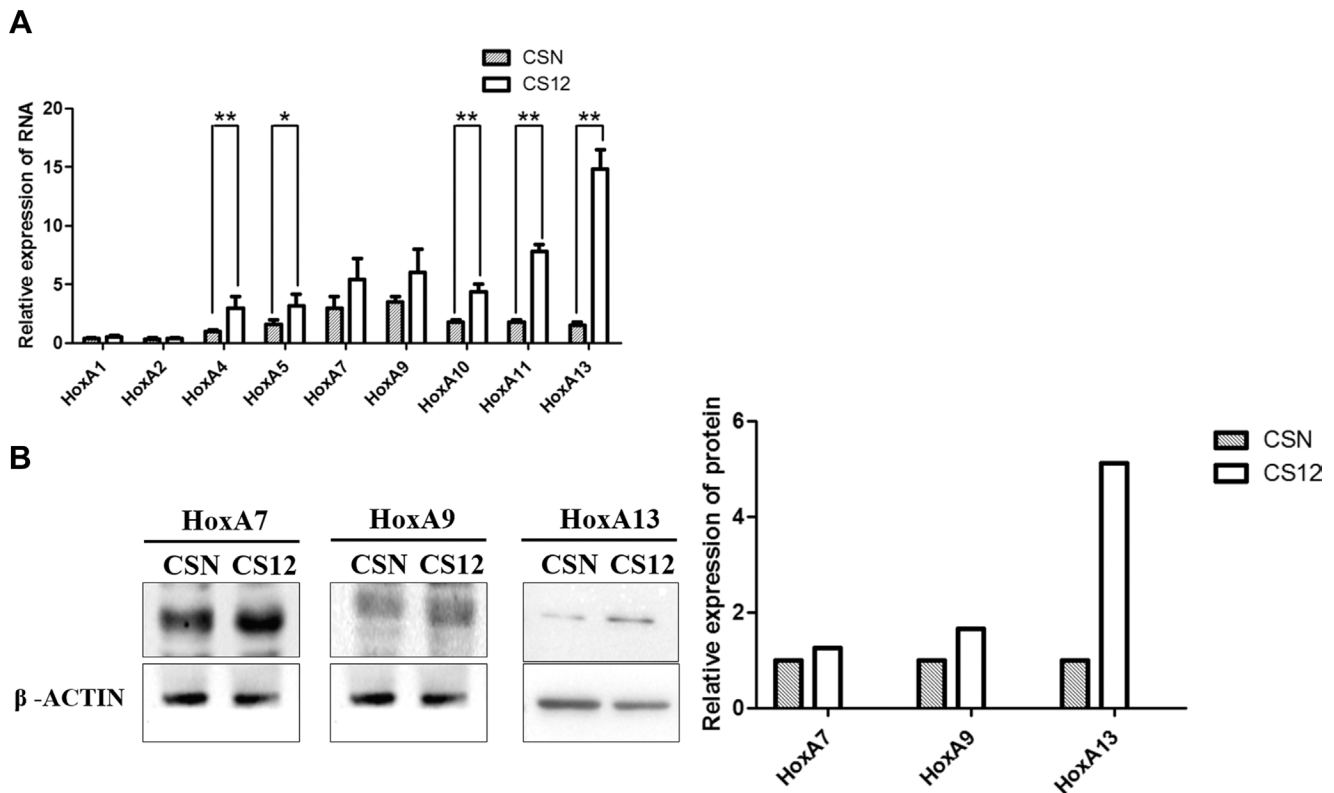 A
CSN
CS12
Relative expression of RNA
20
15
10
5
0
** * ** ** **
HoxA1 HoxA2 HoxA4 HoxA5 HoxA7 HoxA9 HoxA10 HoxA11 HoxA13
B
HoxA7 HoxA9 HoxA13
CSN CS12 CSN CS12 CSN CS12
β -ACTIN
Relative expression of protein
6
4
2
0
HoxA7 HoxA9 HoxA13
CSN
CS12